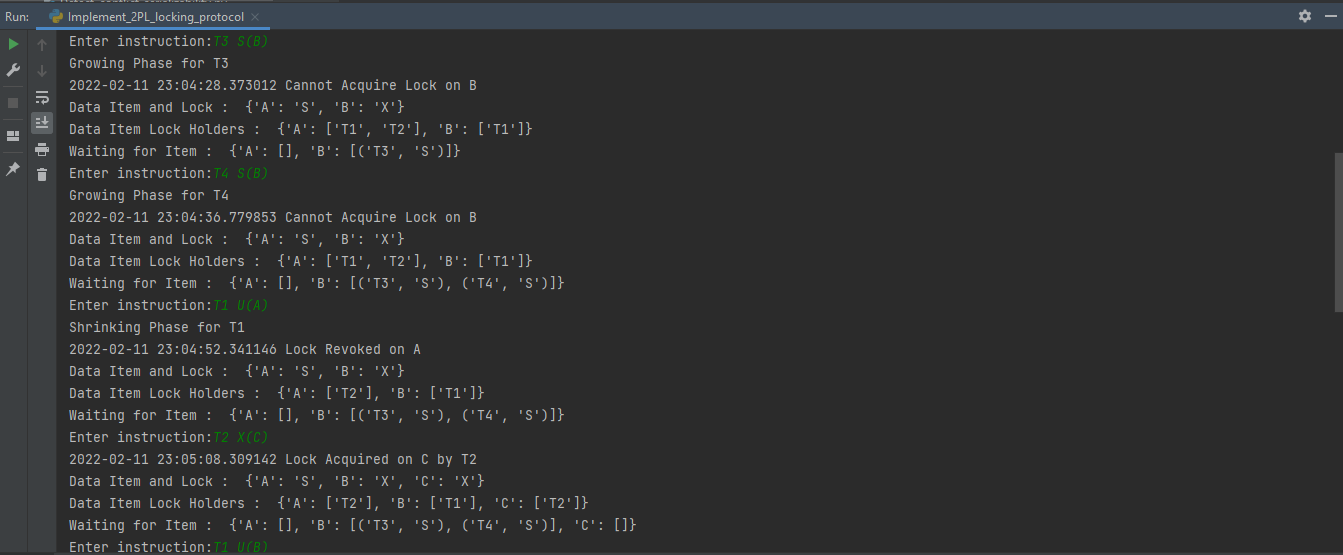 Run: Implement_2PL_locking_protocol
Enter instruction:T3 S(B)
Growing Phase for T3
2022-02-11 23:04:28.373012 Cannot Acquire Lock on B
Data Item and Lock :  {'A': 'S', 'B': 'X'}
Data Item Lock Holders :  {'A': ['T1', 'T2'], 'B': ['T1']}
Waiting for Item :  {'A': [], 'B': [('T3', 'S')]}
Enter instruction:T4 S(B)
Growing Phase for T4
2022-02-11 23:04:36.779853 Cannot Acquire Lock on B
Data Item and Lock :  {'A': 'S', 'B': 'X'}
Data Item Lock Holders :  {'A': ['T1', 'T2'], 'B': ['T1']}
Waiting for Item :  {'A': [], 'B': [('T3', 'S'), ('T4', 'S')]}
Enter instruction:T1 U(A)
Shrinking Phase for T1
2022-02-11 23:04:52.341146 Lock Revoked on A
Data Item and Lock :  {'A': 'S', 'B': 'X'}
Data Item Lock Holders :  {'A': ['T2'], 'B': ['T1']}
Waiting for Item :  {'A': [], 'B': [('T3', 'S'), ('T4', 'S')]}
Enter instruction:T2 X(C)
2022-02-11 23:05:08.309142 Lock Acquired on C by T2
Data Item and Lock :  {'A': 'S', 'B': 'X', 'C': 'X'}
Data Item Lock Holders :  {'A': ['T2'], 'B': ['T1'], 'C': ['T2']}
Waiting for Item :  {'A': [], 'B': [('T3', 'S'), ('T4', 'S')], 'C': []}
Enter instruction:T1 U(B)